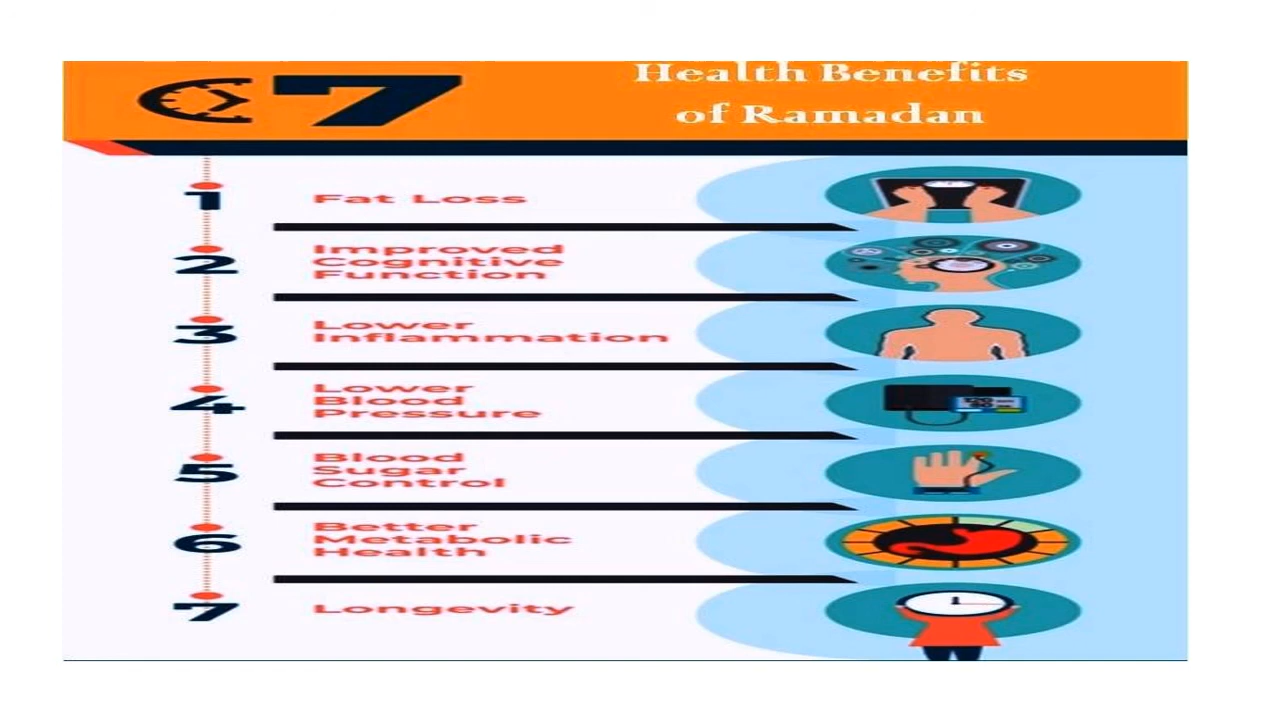 7
Health Benefits
of Ramadan
1
Fat Loss
2
Improved
Cognitive
Function
3
Lower
Inflammation
4
Lower
Blood
Pressure
5
Blood
Sugar
Control
6
Better
Metabolic
Health
7
Longevity